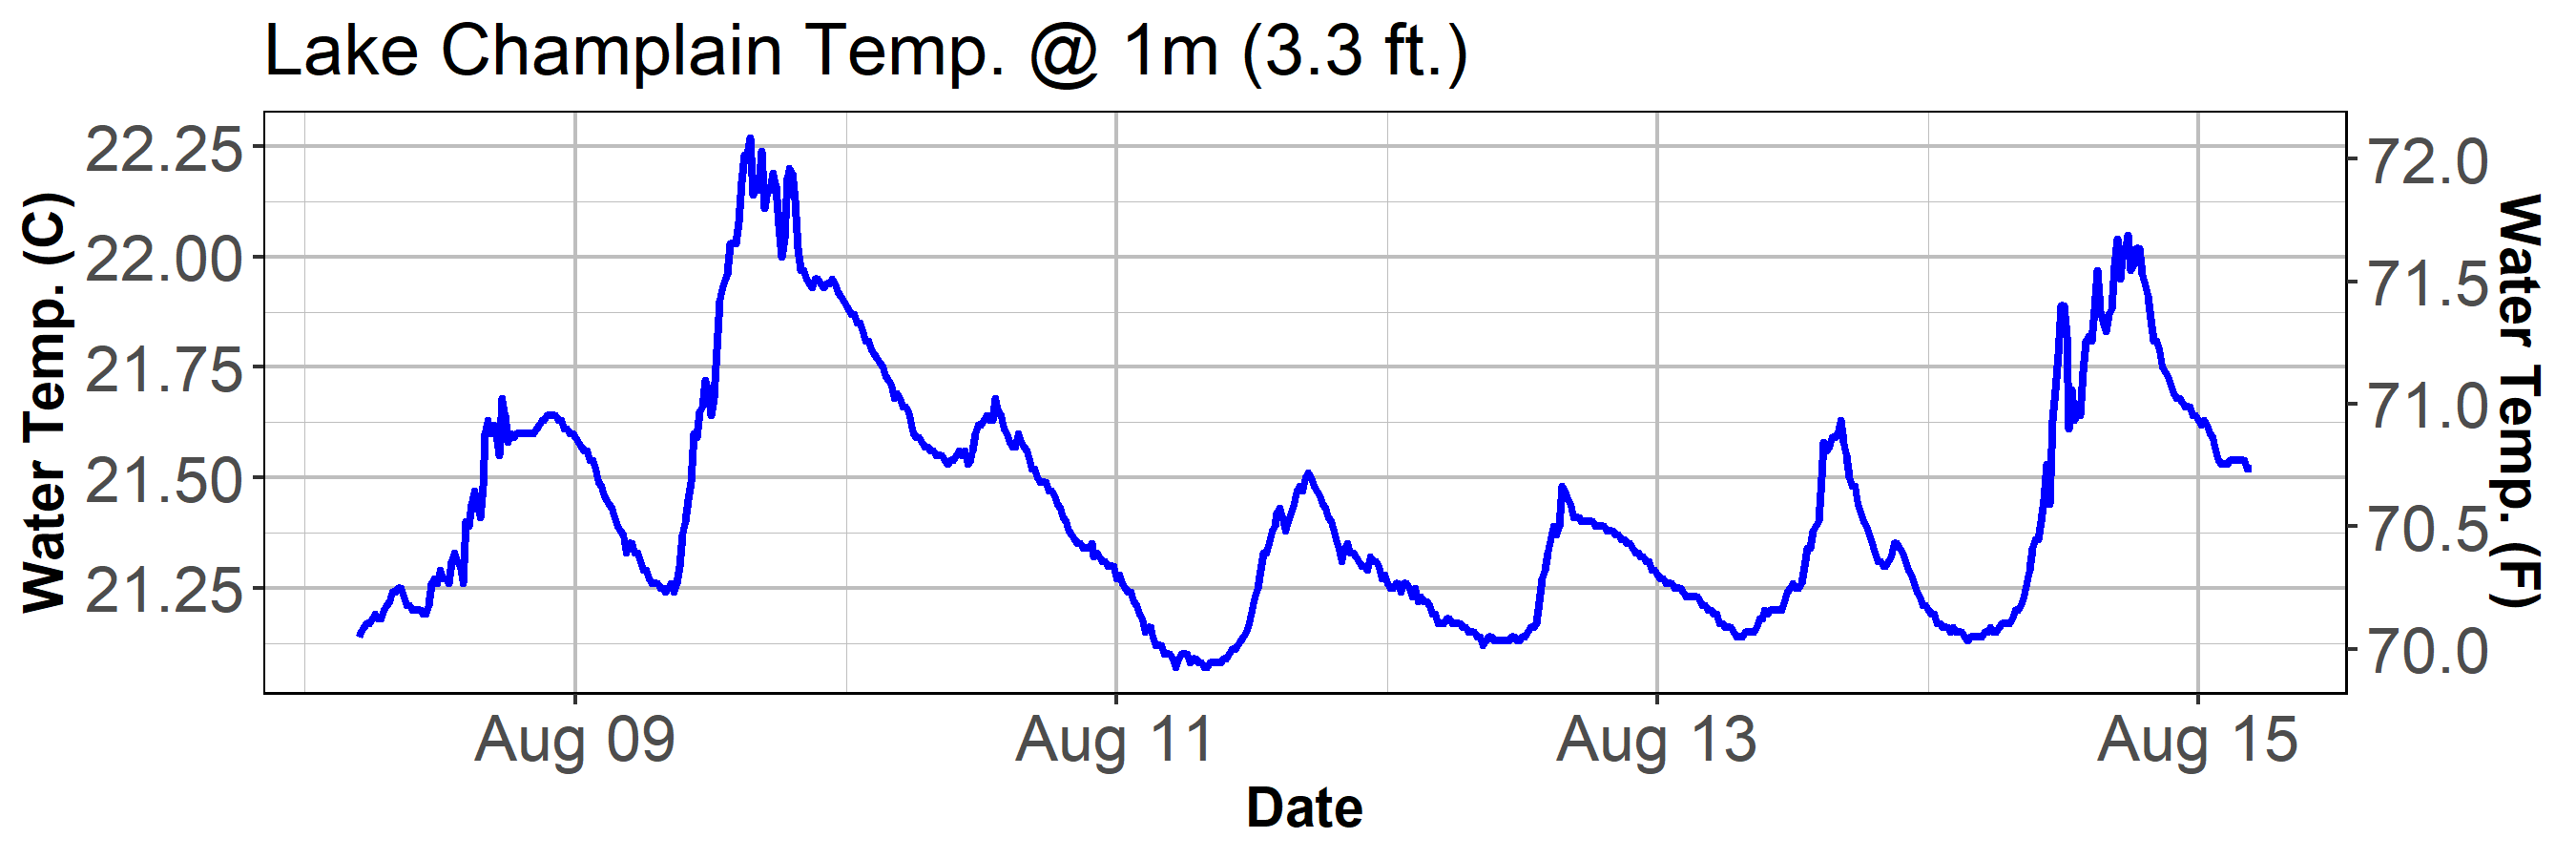 Lake Champlain Temp. @ 1m (3.3 ft.)
Water Temp. (C)
22.25
22.00
21.75
21.50
21.25
72.0
71.5
71.0
70.5
70.0
Water Temp. (F)
Aug 09 Aug 11 Aug 13 Aug 15
Date